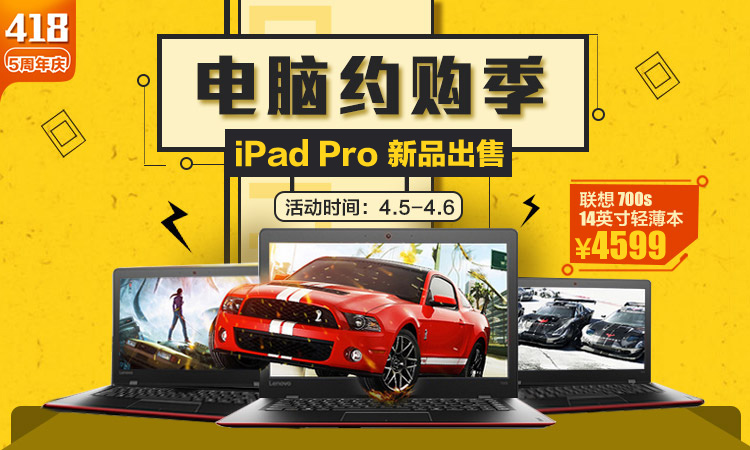 418
5周年庆
电脑约购季
iPad Pro 新品出售
活动时间：4.5-4.6
联想 700s
14英寸轻薄本
¥4599
Lenovo
Lenovo